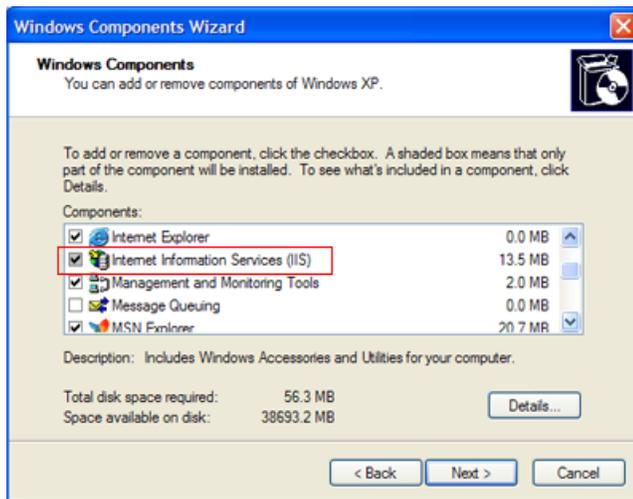 Windows Components Wizard
Windows Components
You can add or remove components of Windows XP.
To add or remove a component, click the checkbox. A shaded box means that only
part of the component will be installed. To see what's included in a component, click
Details.
Components:
Internet Explorer 0.0 MB
Internet Information Services (IIS) 13.5 MB
Management and Monitoring Tools 2.0 MB
Message Queuing 0.0 MB
MSN Explorer 20.7 MB
Description: Includes Windows Accessories and Utilities for your computer.
Total disk space required: 56.3 MB
Space available on disk: 38693.2 MB
Details...
< Back Next > Cancel